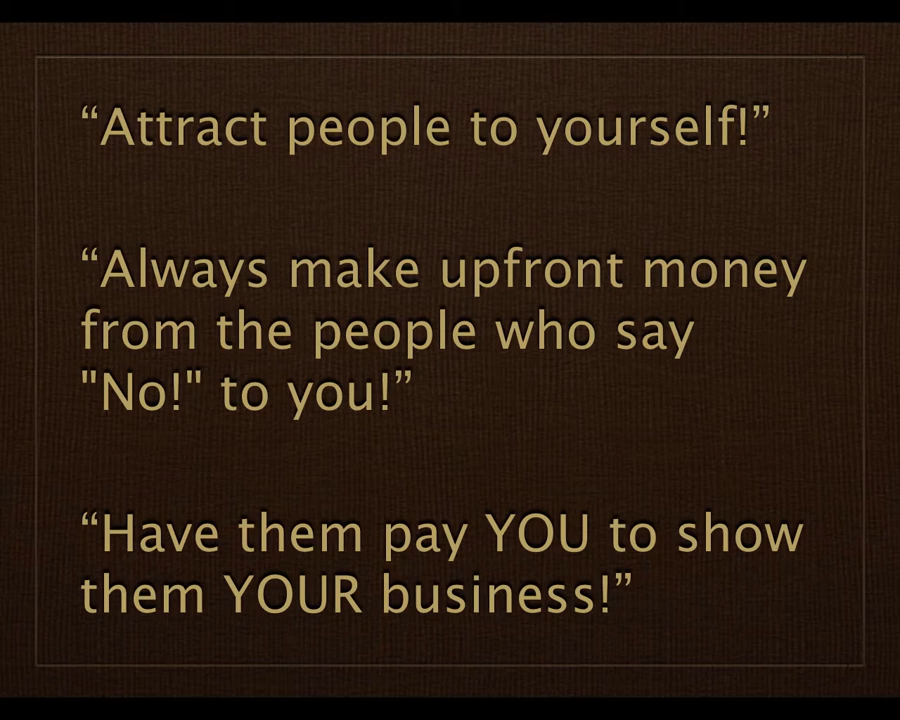 “Attract people to yourself!”
“Always make upfront money
from the people who say
"No!" to you!”
“Have them pay YOU to show
them YOUR business!”